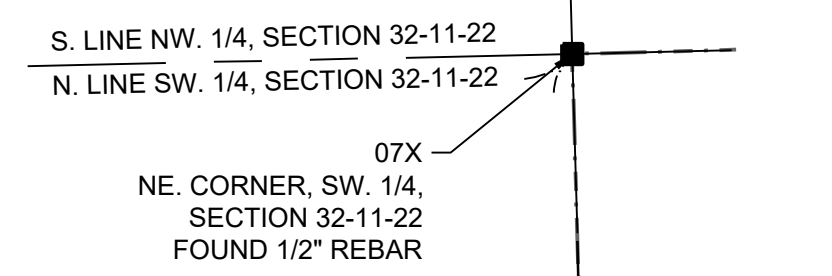 S. LINE NW. 1/4, SECTION 32-11-22
N. LINE SW. 1/4, SECTION 32-11-22
07X
NE. CORNER, SW. 1/4,
SECTION 32-11-22
FOUND 1/2" REBAR